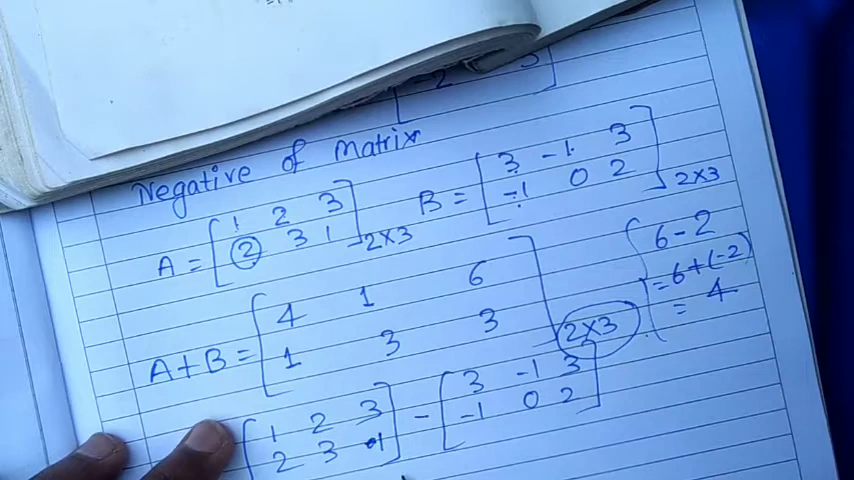 -2 3
Negative of Matrix
A = [1 2 3
2 3 1] 2×3
B = [3 -1 3
-1 0 2] 2×3
A+B = [4 1 6
1 3 3] 2×3
6-2
=6+(-2)
= 4
[1 2 3
2 3 1] - [3 -1 3
-1 0 2]